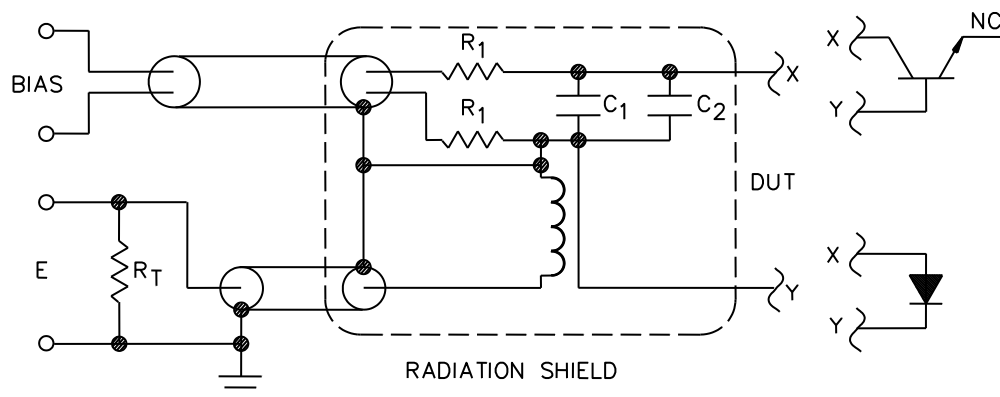 BIAS
R1
R1
C1
C2
X
Y
DUT
E
RT
RADIATION SHIELD
X
Y
NC
X
Y